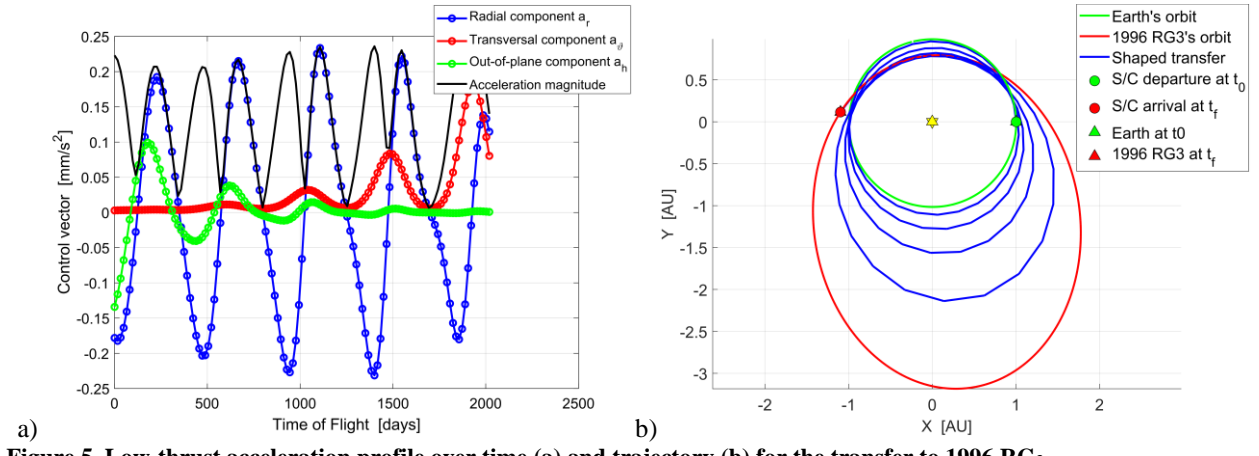 Radial component a_r
Transversal component a_ϑ
Out-of-plane component a_h
Acceleration magnitude
0.25
0.2
0.15
0.1
0.05
0
-0.05
-0.1
-0.15
-0.2
-0.25
Control vector [mm/s²]
0 500 1000 1500 2000 2500
Time of Flight [days]
a)
Earth's orbit
1996 RG3's orbit
Shaped transfer
S/C departure at t_0
S/C arrival at t_f
Earth at t0
1996 RG3 at t_f
0.5
0
-0.5
-1
-1.5
-2
-2.5
-3
Y [AU]
-2 -1 0 1 2
X [AU]
b)
Figure 5. Low-thrust acceleration profile over time (a) and trajectory (b) for the transfer to 1996 RG